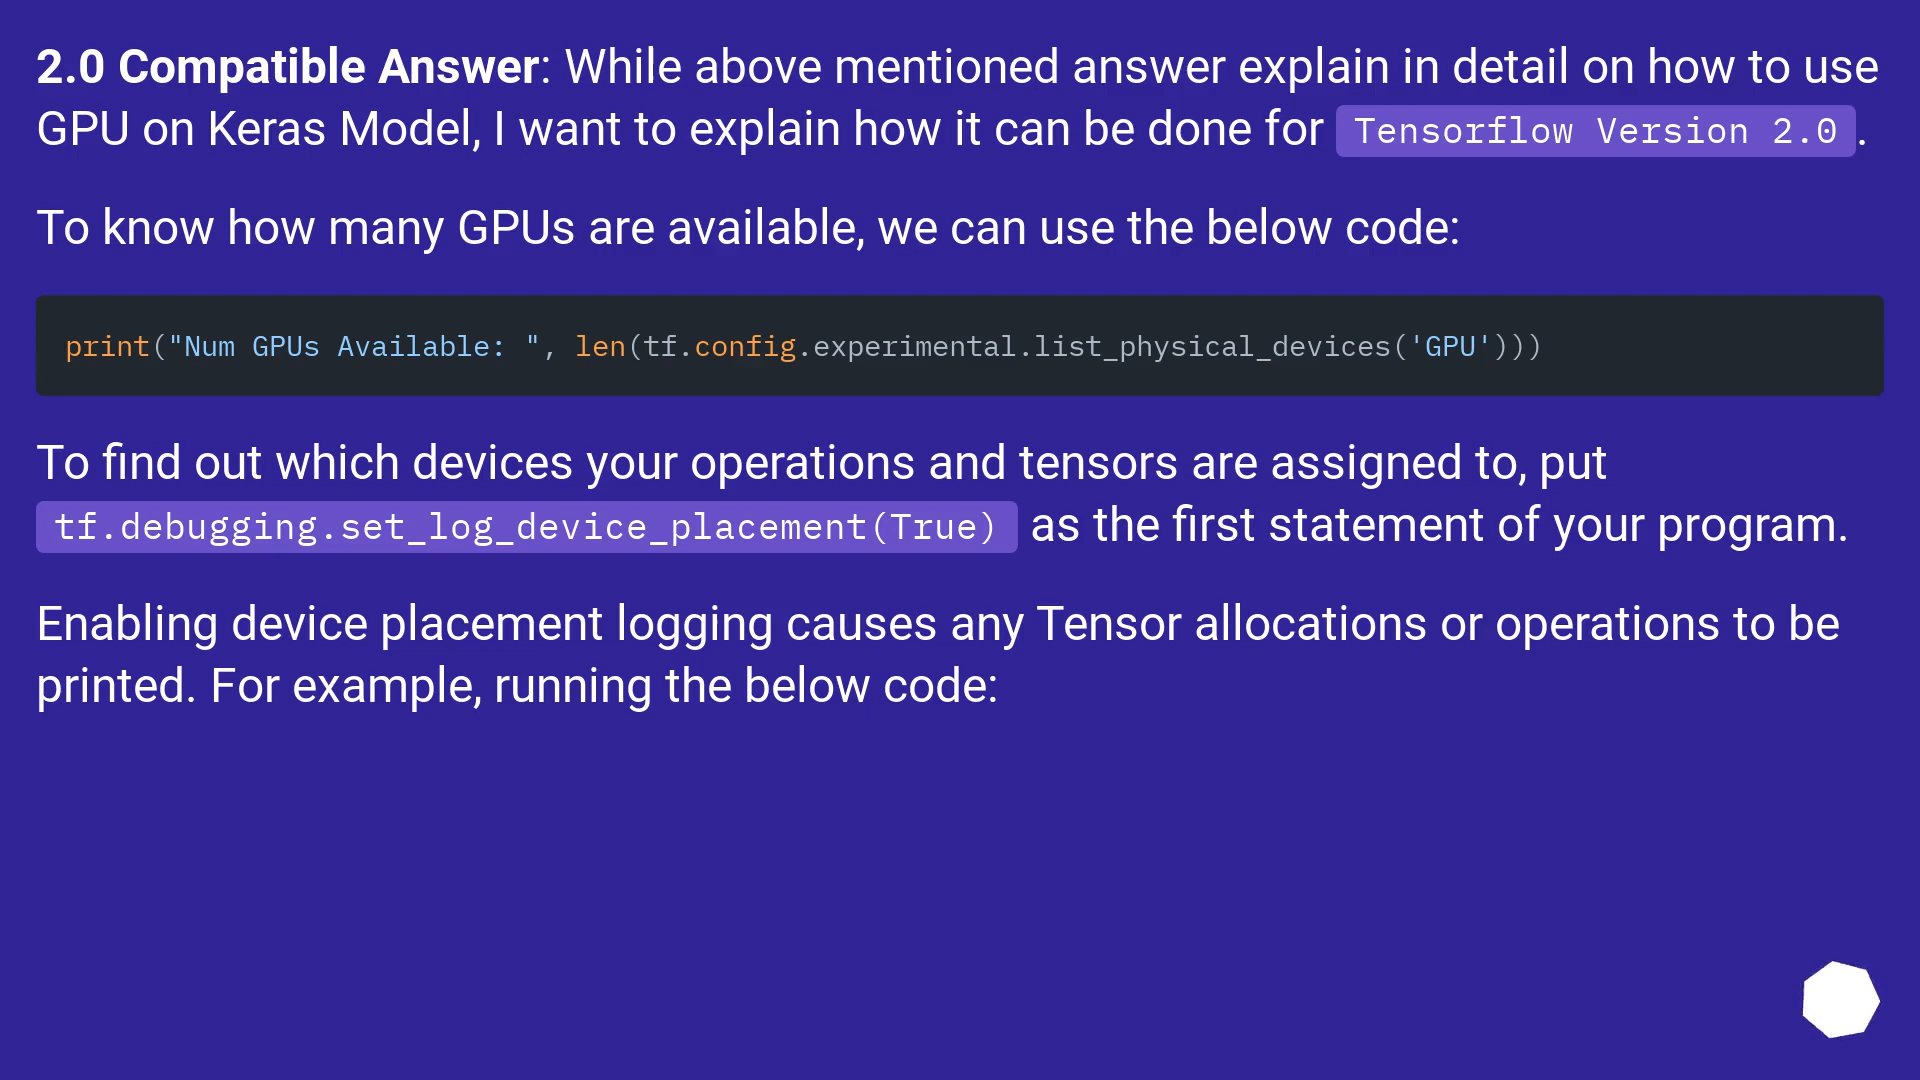 2.0 Compatible Answer: While above mentioned answer explain in detail on how to use
GPU on Keras Model, I want to explain how it can be done for Tensorflow Version 2.0.
To know how many GPUs are available, we can use the below code:
print("Num GPUs Available: ", len(tf.config.experimental.list_physical_devices('GPU')))
To find out which devices your operations and tensors are assigned to, put
tf.debugging.set_log_device_placement(True) as the first statement of your program.
Enabling device placement logging causes any Tensor allocations or operations to be
printed. For example, running the below code: